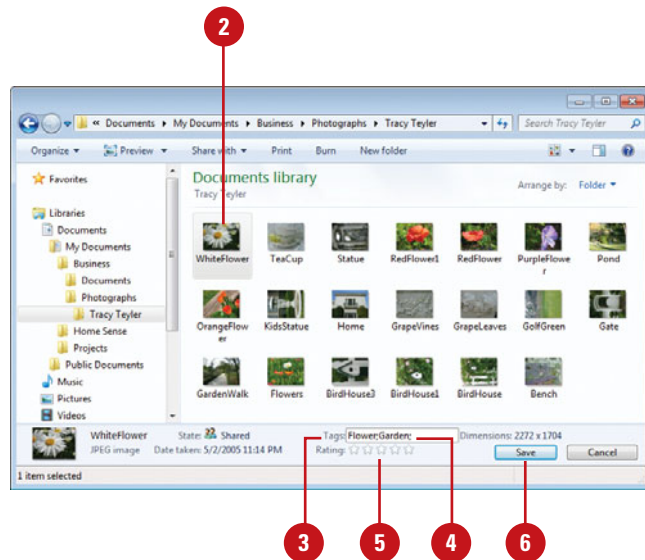 2
« Documents ▸ My Documents ▸ Business ▸ Photographs ▸ Tracy Teyler
Search Tracy Teyler
Organize ▾ Preview ▾ Share with ▾ Print Burn New folder
Favorites
Libraries
Documents
My Documents
Business
Documents
Photographs
Tracy Teyler
Home Sense
Projects
Public Documents
Music
Pictures
Videos
Documents library
Tracy Teyler
Arrange by: Folder ▾
WhiteFlower TeaCup Statue RedFlower1 RedFlower PurpleFlowe
r
Pond
OrangeFlow
er
KidsStatue Home GrapeVines GrapeLeaves GolfGreen Gate
GardenWalk Flowers BirdHouse3 BirdHouse1 BirdHouse Bench
WhiteFlower State: Shared Tags: Flower;Garden; Dimensions: 2272 x 1704
JPEG image Date taken: 5/2/2005 11:14 PM Rating: ☆☆☆☆☆ Save Cancel
1 item selected
3 5 4 6